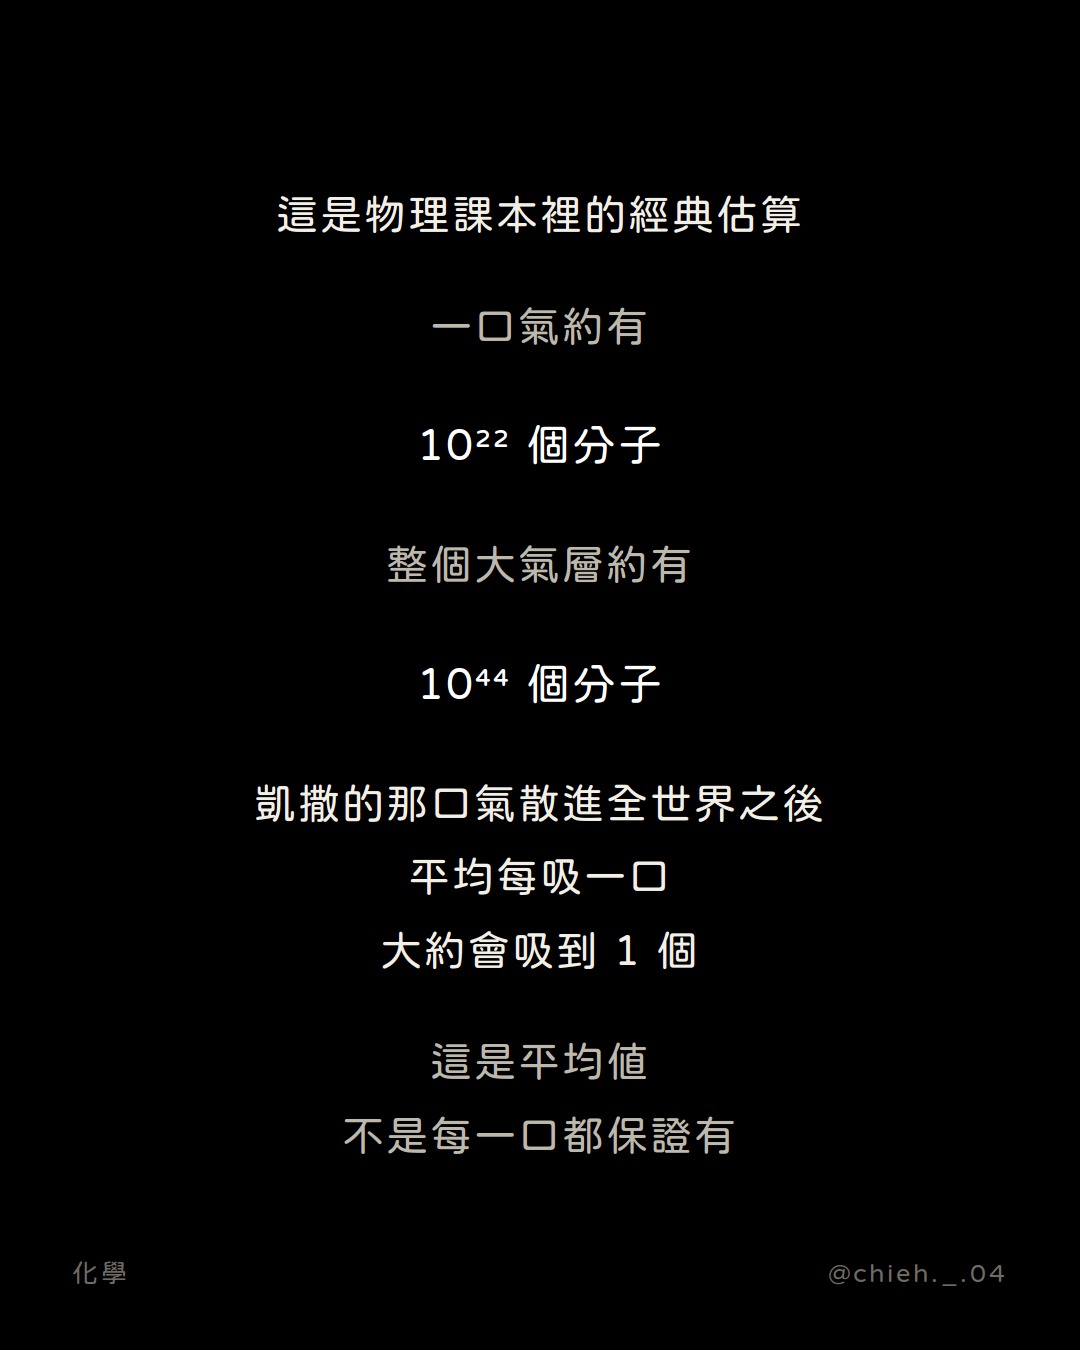 這是物理課本裡的經典估算
一口氣約有
10²² 個分子
整個大氣層約有
10⁴⁴ 個分子
凱撒的那口氣散進全世界之後
平均每吸一口
大約會吸到 1 個
這是平均值
不是每一口都保證有
化學
@chieh._.04